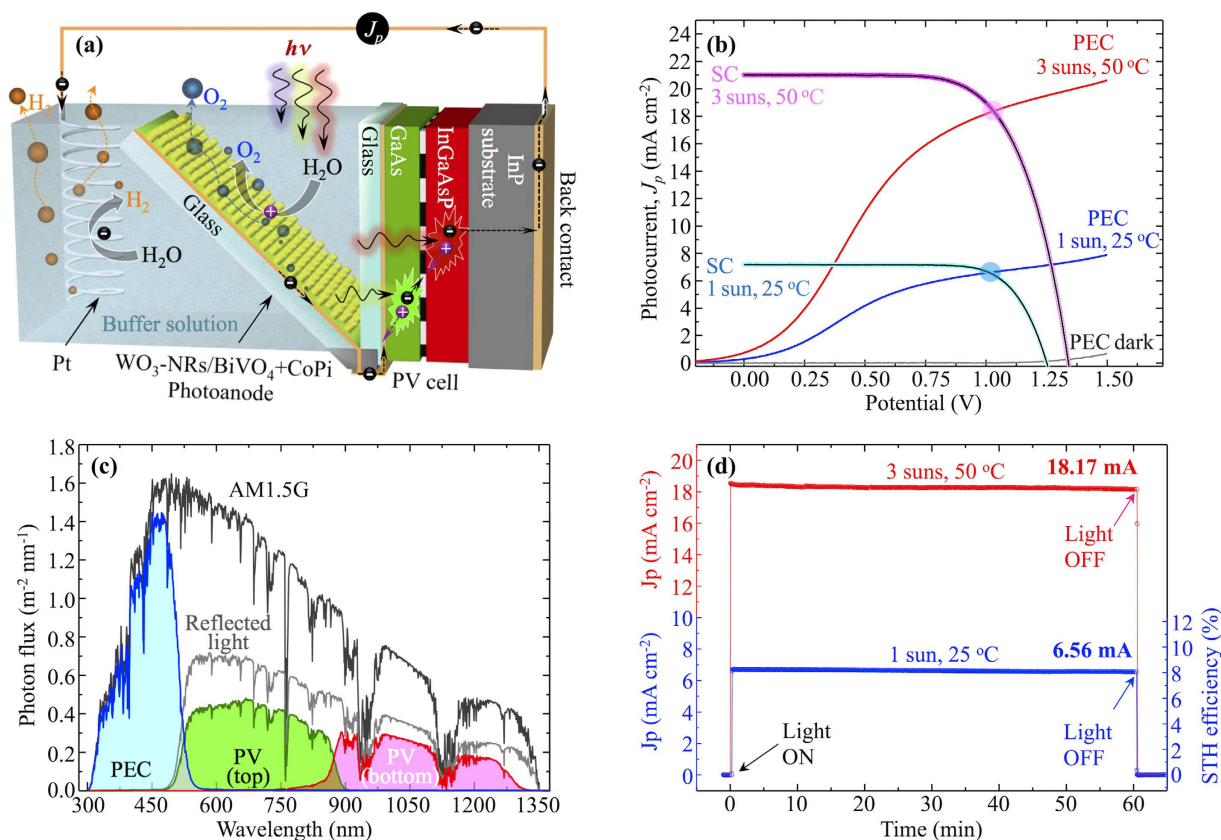 (a)
J_p
hν
H₂
O₂
O₂
H₂O
H₂
H₂O
Glass
Glass
GaAs
InGaAsP
InP
substrate
Back contact
Buffer solution
Pt
WO₃-NRs/BiVO₄+CoPi
Photoanode
PV cell
(b)
PEC
3 suns, 50 °C
SC
3 suns, 50 °C
PEC
1 sun, 25 °C
SC
1 sun, 25 °C
PEC dark
Photocurrent, J_p (mA cm⁻²)
24
22
20
18
16
14
12
10
8
6
4
2
0
0.00 0.25 0.50 0.75 1.00 1.25 1.50
Potential (V)
(c)
AM1.5G
Reflected
light
PEC
PV
(top)
PV
(bottom)
Photon flux (m⁻² nm⁻¹)
1.8
1.6
1.4
1.2
1.0
0.8
0.6
0.4
0.2
0.0
300 450 600 750 900 1050 1200 1350
Wavelength (nm)
(d)
3 suns, 50 °C
18.17 mA
Light
OFF
1 sun, 25 °C
6.56 mA
Light
ON
Light
OFF
Jp (mA cm⁻²)
20
18
16
14
12
10
Jp (mA cm⁻²)
8
6
4
2
0
STH efficiency (%)
12
10
8
6
4
2
0
0 10 20 30 40 50 60
Time (min)